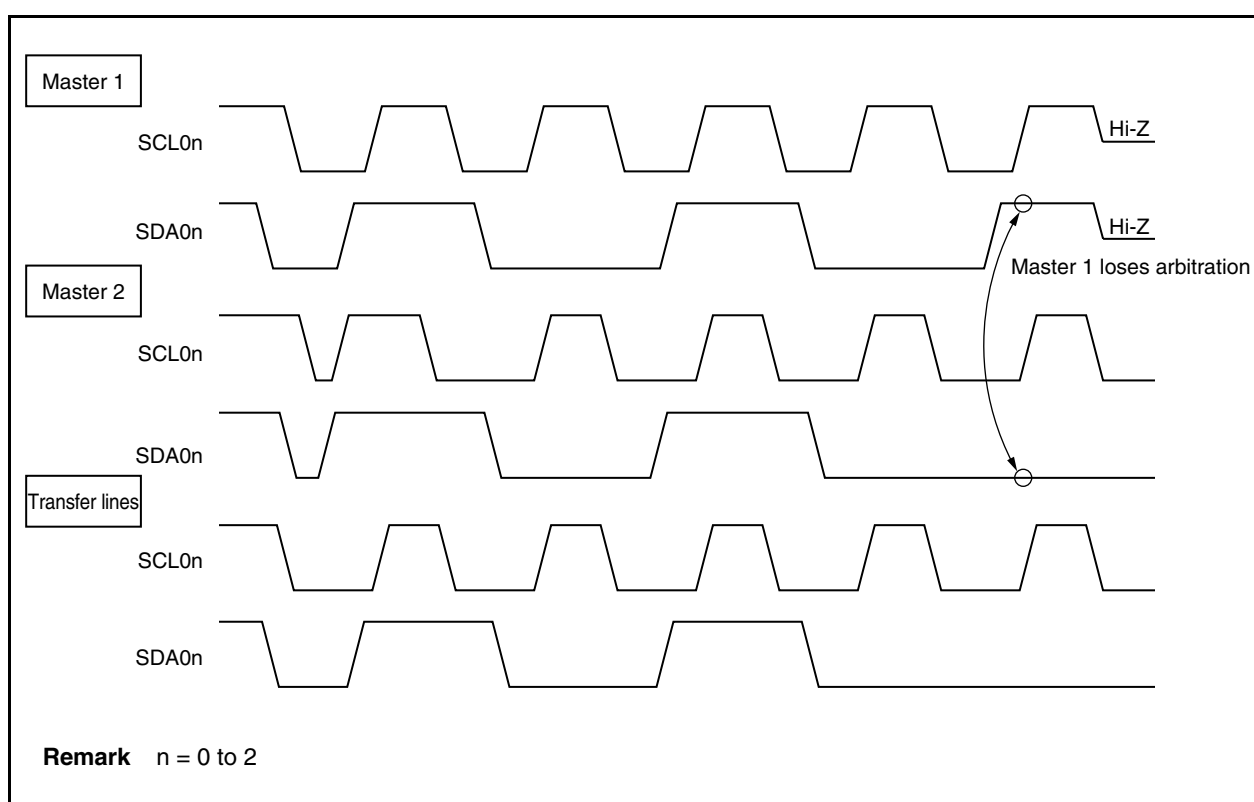 Master 1
SCL0n
Hi-Z
SDA0n
Hi-Z
Master 1 loses arbitration
Master 2
SCL0n
SDA0n
Transfer lines
SCL0n
SDA0n
Remark n = 0 to 2